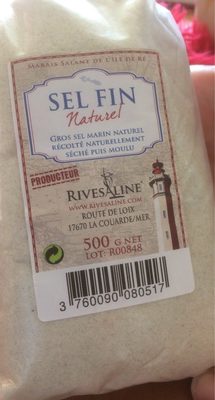 MARAIS SALANT DE L'ILE DE RÉ
SEL FIN
Naturel
GROS SEL MARIN NATUREL
RÉCOLTÉ NATURELLEMENT
SÉCHÉ PUIS MOULU
PRODUCTEUR
RIVESALINE
WWW.RIVESALINE.COM
ROUTE DE LOIX
17670 LA COUARDE/MER
500 G NET
LOT: R00848
3 760090 080517